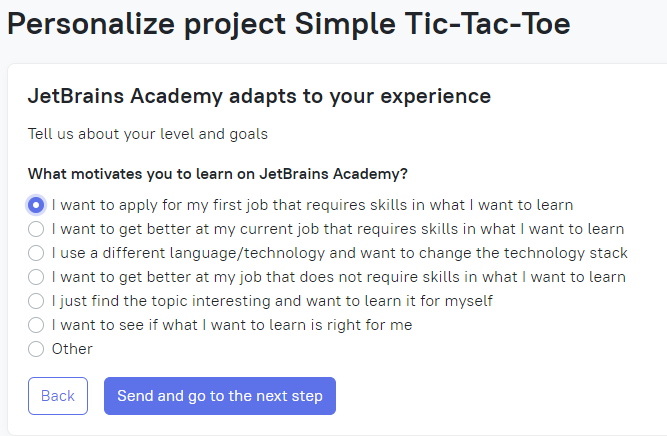 Personalize project Simple Tic-Tac-Toe
JetBrains Academy adapts to your experience
Tell us about your level and goals
What motivates you to learn on JetBrains Academy?
I want to apply for my first job that requires skills in what I want to learn
I want to get better at my current job that requires skills in what I want to learn
I use a different language/technology and want to change the technology stack
I want to get better at my job that does not require skills in what I want to learn
I just find the topic interesting and want to learn it for myself
I want to see if what I want to learn is right for me
Other
Back Send and go to the next step